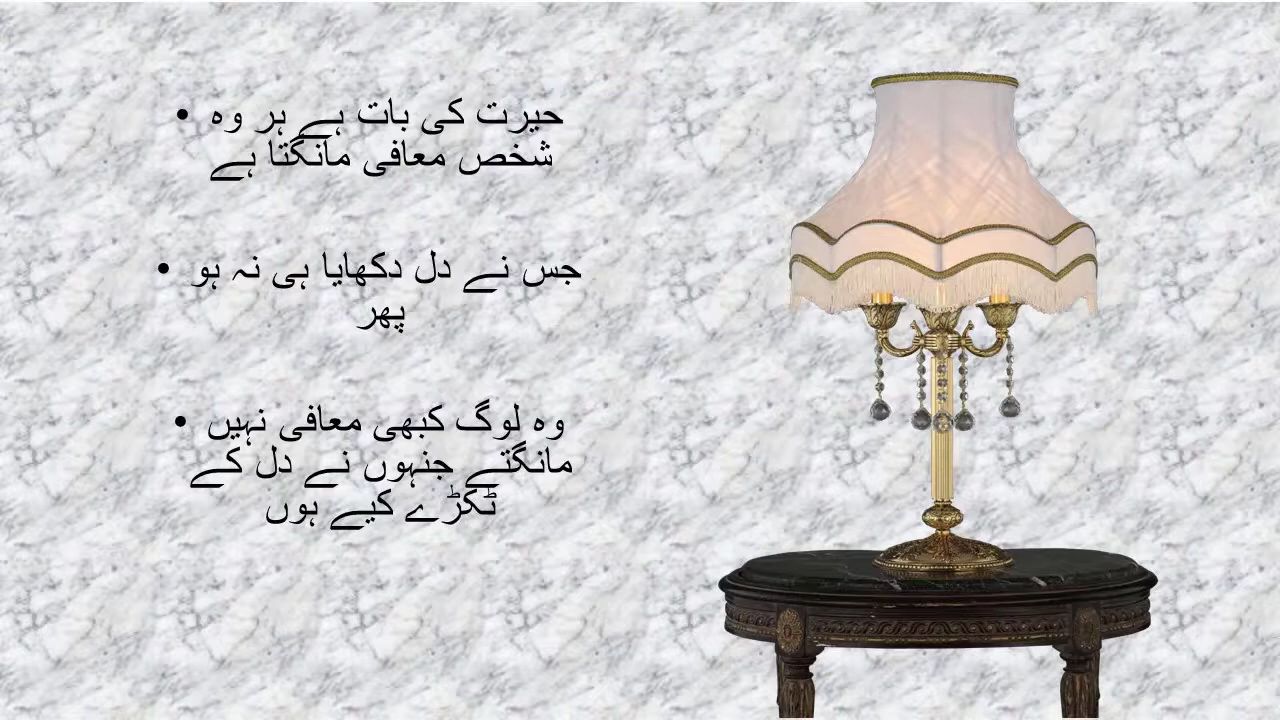 • حیرت کی بات ہے ہر وہ
شخص معافی مانگتا ہے
• جس نے دل دکھایا ہی نہ ہو
پھر
• وہ لوگ کبھی معافی نہیں
مانگتے جنہوں نے دل کے
ٹکڑے کیے ہوں